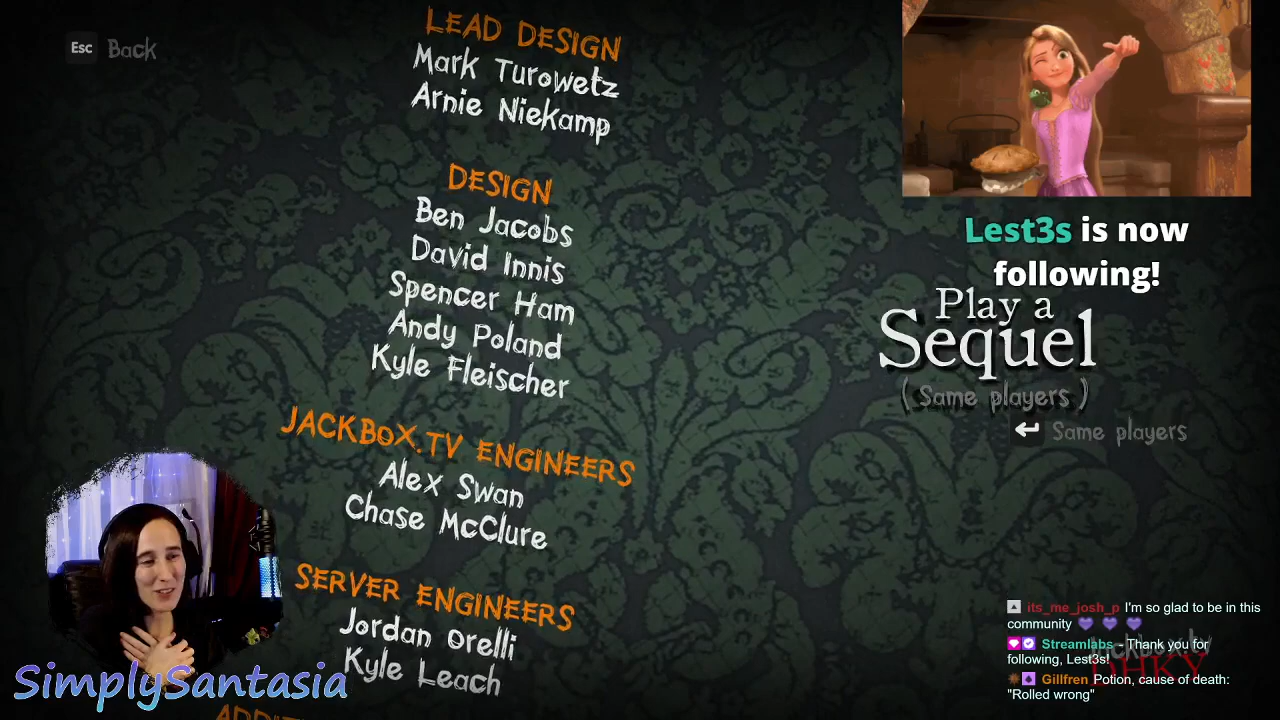 Esc Back
LEAD DESIGN
Mark Turowetz
Arnie Niekamp
DESIGN
Ben Jacobs
David Innis
Spencer Ham
Andy Poland
Kyle Fleischer
JACKBOX.TV ENGINEERS
Alex Swan
Chase McClure
SERVER ENGINEERS
Jordan Orelli
Kyle Leach
Lest3s is now
following!
Play a
Sequel
( Same players )
Same players
its_me_josh_p I'm so glad to be in this
community
Streamlabs - Thank you for
following, Lest3s!
Gillfren Potion, cause of death:
"Rolled wrong"
SimplySantasia